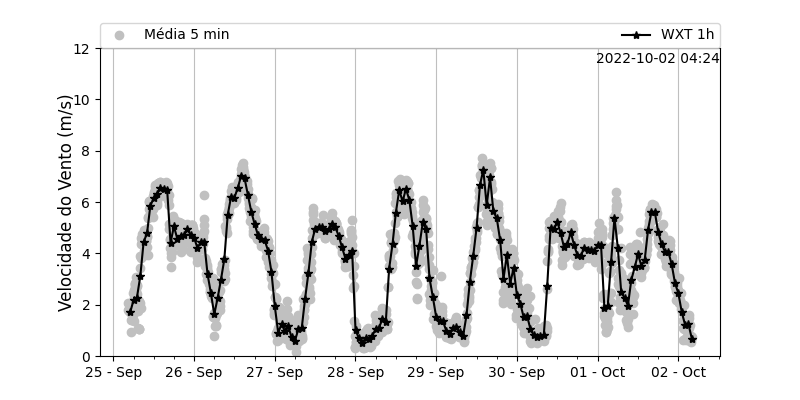 Média 5 min
WXT 1h
2022-10-02 04:24
Velocidade do Vento (m/s)
12
10
8
6
4
2
0
25 - Sep
26 - Sep
27 - Sep
28 - Sep
29 - Sep
30 - Sep
01 - Oct
02 - Oct